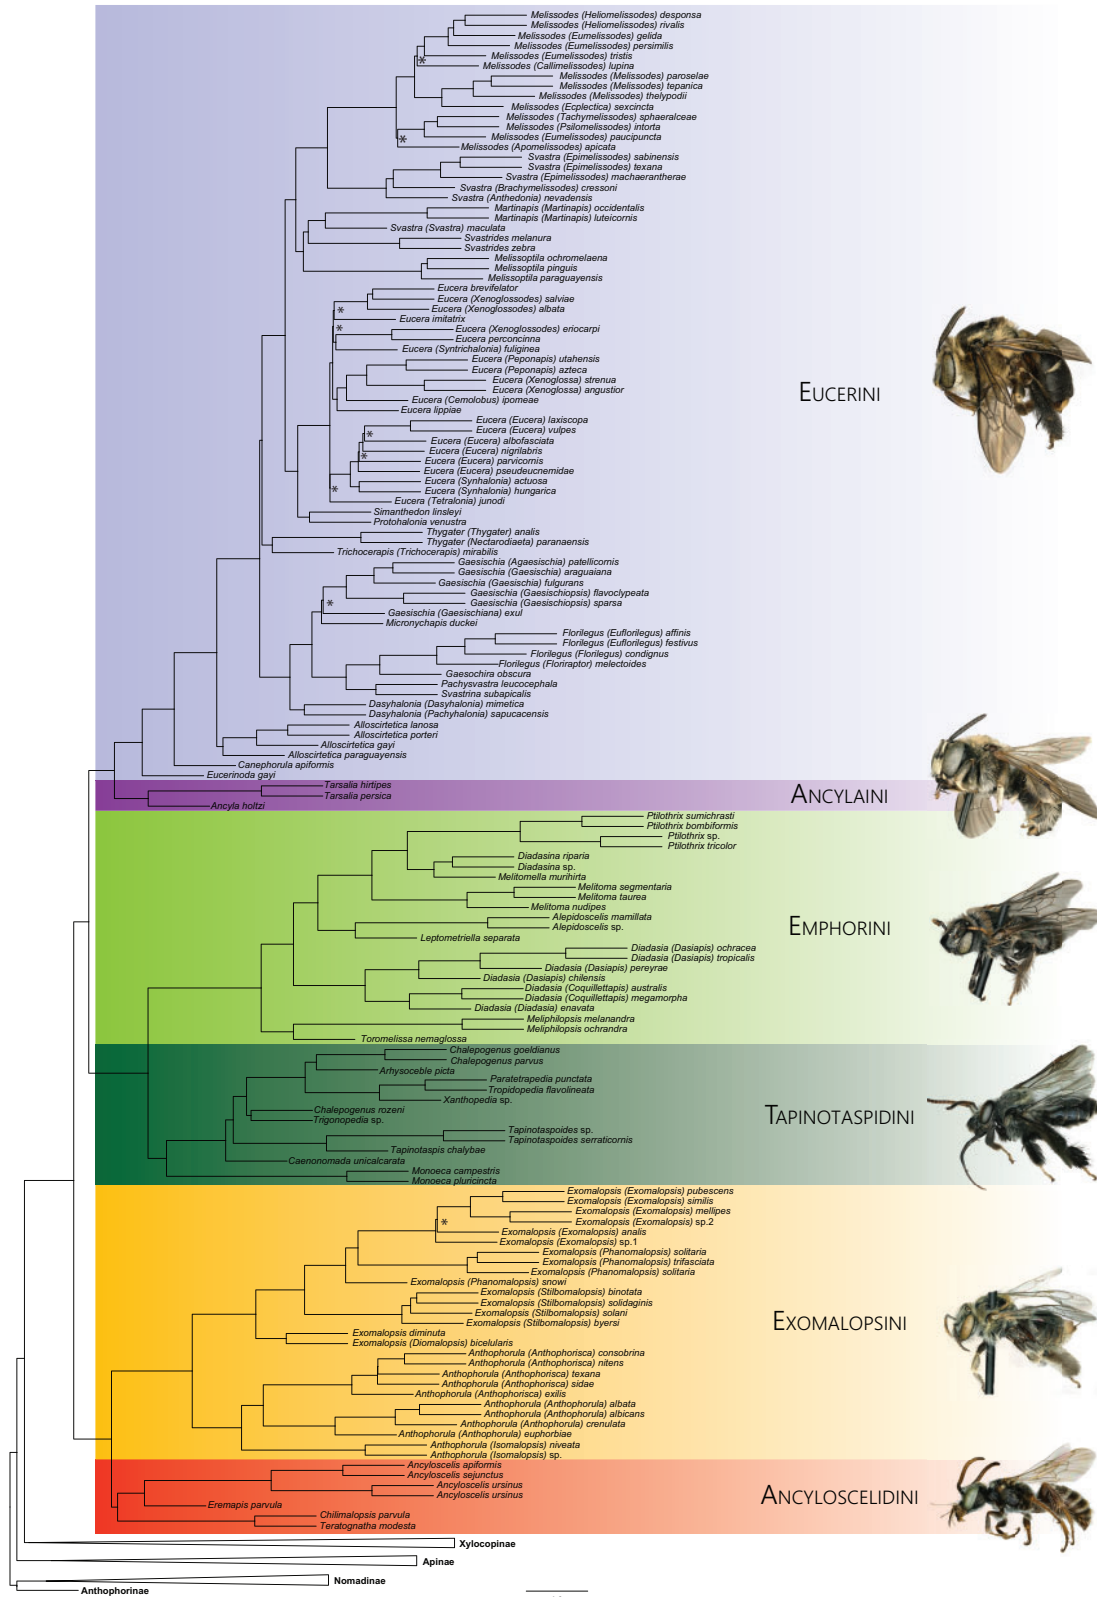 Melissodes (Heliomelissodes) desponsa
Melissodes (Heliomelissodes) rivalis
Melissodes (Eumelissodes) gelida
Melissodes (Eumelissodes) persimilis
Melissodes (Eumelissodes) tristis
Melissodes (Callimelissodes) lupina
Melissodes (Melissodes) paroselae
Melissodes (Melissodes) tepanica
Melissodes (Melissodes) thelypodii
Melissodes (Ecplectica) sexcincta
Melissodes (Tachymelissodes) sphaeralceae
Melissodes (Psilomelissodes) intorta
Melissodes (Eumelissodes) paucipuncta
Melissodes (Apomelissodes) apicata
Svastra (Epimelissodes) sabinensis
Svastra (Epimelissodes) texana
Svastra (Epimelissodes) machaerantherae
Svastra (Brachymelissodes) cressoni
Svastra (Anthedonia) nevadensis
Martinapis (Martinapis) occidentalis
Martinapis (Martinapis) luteicornis
Svastra (Svastra) maculata
Svastrides melanura
Svastrides zebra
Melissoptila ochromelaena
Melissoptila pinguis
Melissoptila paraguayensis
Eucera brevifelator
Eucera (Xenoglossodes) salviae
Eucera (Xenoglossodes) albata
Eucera imitatrix
Eucera (Xenoglossodes) eriocarpi
Eucera perconcinna
Eucera (Syntrichalonia) fuliginea
Eucera (Peponapis) utahensis
Eucera (Peponapis) azteca
Eucera (Xenoglossa) strenua
Eucera (Xenoglossa) angustior
EUCERINI
Eucera (Cemolobus) ipomeae
Eucera lippiae
Eucera (Eucera) laxiscopa
Eucera (Eucera) vulpes
Eucera (Eucera) albofasciata
Eucera (Eucera) nigrilabris
Eucera (Eucera) parvicornis
Eucera (Eucera) pseudeucnemidae
Eucera (Synhalonia) actuosa
Eucera (Synhalonia) hungarica
Eucera (Tetralonia) junodi
Simanthedon linsleyi
Protohalonia venustra
Thygater (Thygater) analis
Thygater (Nectarodiaeta) paranaensis
Trichocerapis (Trichocerapis) mirabilis
Gaesischia (Agaesischia) patellicornis
Gaesischia (Gaesischia) araguaiana
Gaesischia (Gaesischia) fulgurans
Gaesischia (Gaesischiopsis) flavoclypeata
Gaesischia (Gaesischiopsis) sparsa
Gaesischia (Gaesischiana) exul
Micronychapis duckei
Florilegus (Euflorilegus) affinis
Florilegus (Euflorilegus) festivus
Florilegus (Florilegus) condignus
Florilegus (Floriraptor) melectoides
Gaesochira obscura
Pachysvastra leucocephala
Svastrina subapicalis
Dasyhalonia (Dasyhalonia) mimetica
Dasyhalonia (Pachyhalonia) sapucacensis
Alloscirtetica lanosa
Alloscirtetica porteri
Alloscirtetica gayi
Alloscirtetica paraguayensis
Canephorula apiformis
Eucerinoda gayi
Tarsalia hirtipes
Tarsalia persica
ANCYLAINI
Ancyla holtzi
Ptilothrix sumichrasti
Ptilothrix bombiformis
Ptilothrix sp.
Ptilothrix tricolor
Diadasina riparia
Diadasina sp.
Melitomella murihirta
Melitoma segmentaria
Melitoma taurea
Melitoma nudipes
Alepidoscelis mamillata
Alepidoscelis sp.
EMPHORINI
Leptometriella separata
Diadasia (Dasiapis) ochracea
Diadasia (Dasiapis) tropicalis
Diadasia (Dasiapis) pereyrae
Diadasia (Dasiapis) chilensis
Diadasia (Coquillettapis) australis
Diadasia (Coquillettapis) megamorpha
Diadasia (Diadasia) enavata
Meliphilopsis melanandra
Meliphilopsis ochrandra
Toromelissa nemaglossa
Chalepogenus goeldianus
Chalepogenus parvus
Arhysoceble picta
Paratetrapedia punctata
Tropidopedia flavolineata
Xanthopedia sp.
Chalepogenus rozeni
TAPINOTASPIDINI
Trigonopedia sp.
Tapinotaspoides sp.
Tapinotaspoides serraticornis
Tapinotaspis chalybae
Caenonomada unicalcarata
Monoeca campestris
Monoeca pluricincta
Exomalopsis (Exomalopsis) pubescens
Exomalopsis (Exomalopsis) similis
Exomalopsis (Exomalopsis) mellipes
Exomalopsis (Exomalopsis) sp.2
Exomalopsis (Exomalopsis) analis
Exomalopsis (Exomalopsis) sp.1
Exomalopsis (Phanomalopsis) solitaria
Exomalopsis (Phanomalopsis) trifasciata
Exomalopsis (Phanomalopsis) solitaria
Exomalopsis (Phanomalopsis) snowi
Exomalopsis (Stilbomalopsis) binotata
Exomalopsis (Stilbomalopsis) solidaginis
Exomalopsis (Stilbomalopsis) solani
EXOMALOPSINI
Exomalopsis (Stilbomalopsis) byersi
Exomalopsis diminuta
Exomalopsis (Diomalopsis) bicelularis
Anthophorula (Anthophorisca) consobrina
Anthophorula (Anthophorisca) nitens
Anthophorula (Anthophorisca) texana
Anthophorula (Anthophorisca) sidae
Anthophorula (Anthophorisca) exilis
Anthophorula (Anthophorula) albata
Anthophorula (Anthophorula) albicans
Anthophorula (Anthophorula) crenulata
Anthophorula (Anthophorula) euphorbiae
Anthophorula (Isomalopsis) niveata
Anthophorula (Isomalopsis) sp.
Ancyloscelis apiformis
Ancyloscelis sejunctus
Ancyloscelis ursinus
Ancyloscelis ursinus
ANCYLOSCELIDINI
Eremapis parvula
Chilimalopsis parvula
Teratognatha modesta
Xylocopinae
Apinae
Nomadinae
Anthophorinae